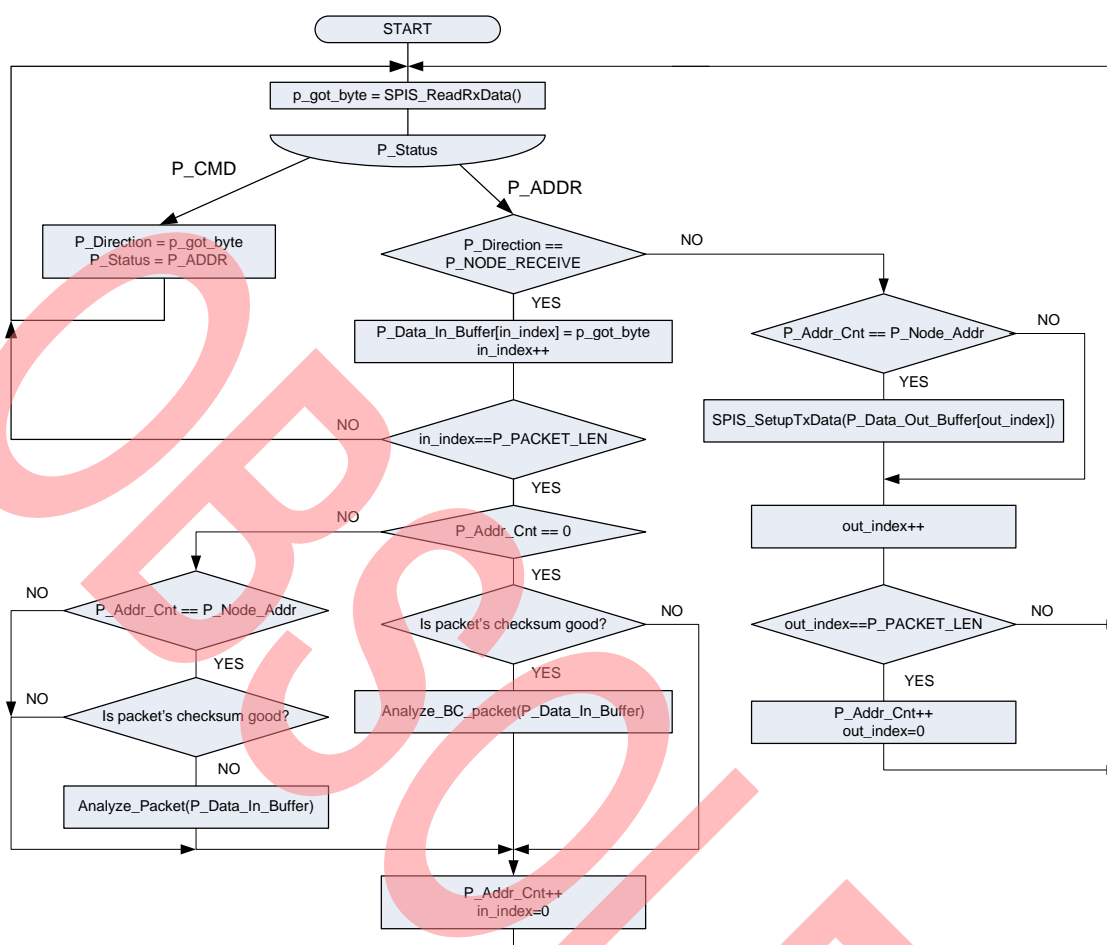 START
p_got_byte = SPIS_ReadRxData()
P_Status
P_CMD
P_ADDR
P_Direction = p_got_byte
P_Status = P_ADDR
P_Direction ==
P_NODE_RECEIVE
NO
YES
P_Data_In_Buffer[in_index] = p_got_byte
in_index++
P_Addr_Cnt == P_Node_Addr
NO
YES
SPIS_SetupTxData(P_Data_Out_Buffer[out_index])
NO
in_index==P_PACKET_LEN
YES
out_index++
NO
P_Addr_Cnt == 0
YES
NO
P_Addr_Cnt == P_Node_Addr
YES
Is packet's checksum good?
NO
YES
out_index==P_PACKET_LEN
NO
YES
NO
Is packet's checksum good?
NO
Analyze_BC_packet(P_Data_In_Buffer)
P_Addr_Cnt++
out_index=0
Analyze_Packet(P_Data_In_Buffer)
P_Addr_Cnt++
in_index=0